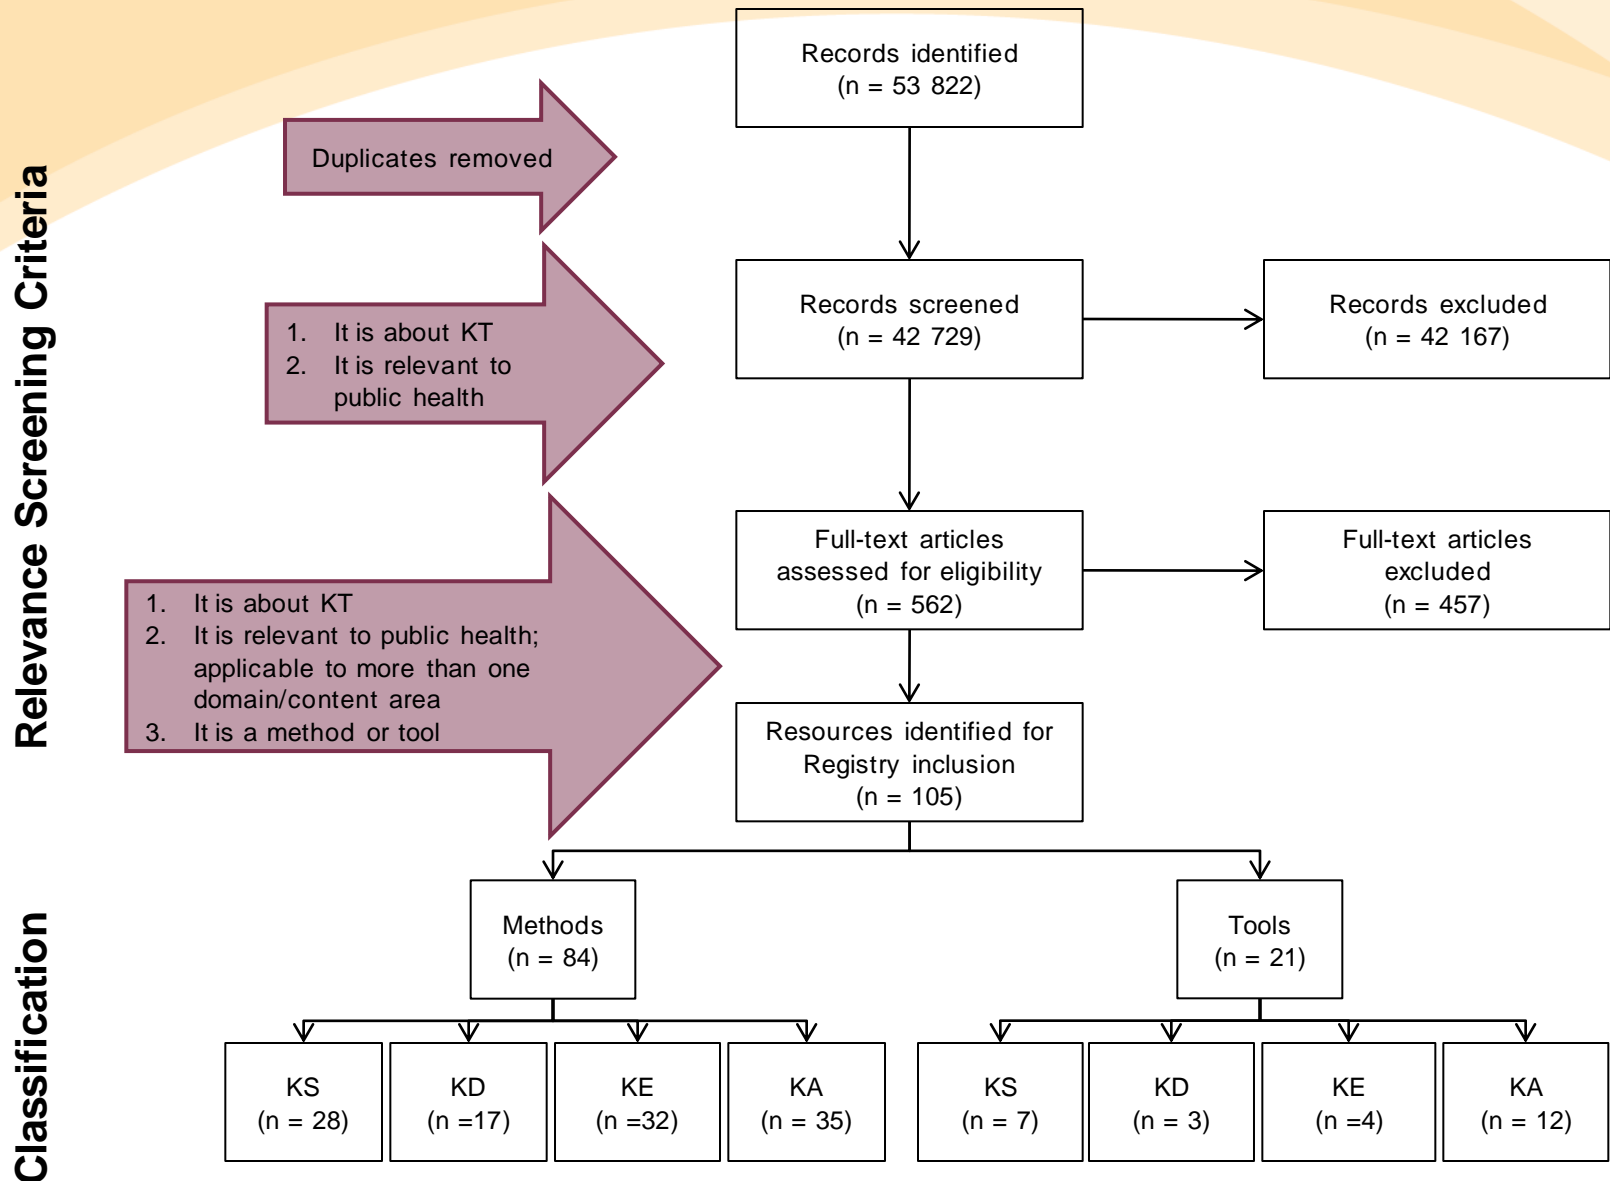 Relevance Screening Criteria
Records identified
(n = 53 822)
Duplicates removed
1. It is about KT
2. It is relevant to
public health
Records screened
(n = 42 729)
Records excluded
(n = 42 167)
1. It is about KT
2. It is relevant to public health;
applicable to more than one
domain/content area
3. It is a method or tool
Full-text articles
assessed for eligibility
(n = 562)
Full-text articles
excluded
(n = 457)
Resources identified for
Registry inclusion
(n = 105)
Classification
Methods
(n = 84)
Tools
(n = 21)
KS
(n = 28)
KD
(n =17)
KE
(n =32)
KA
(n = 35)
KS
(n = 7)
KD
(n = 3)
KE
(n =4)
KA
(n = 12)